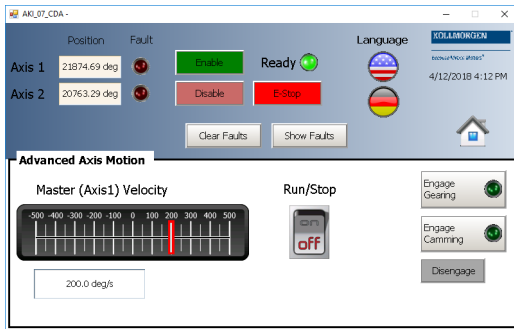 AKI_07_CDA -
Position Fault Language KOLLMORGEN
Because Motion Matters™
Axis 1 21874.69 deg Enable Ready
4/12/2018 4:12 PM
Axis 2 20763.29 deg Disable E-Stop
Clear Faults Show Faults
Advanced Axis Motion
Master (Axis1) Velocity Run/Stop Engage
Gearing
-500 -400 -300 -200 -100 0 100 200 300 400 500
on
off
Engage
Camming
Disengage
200.0 deg/s